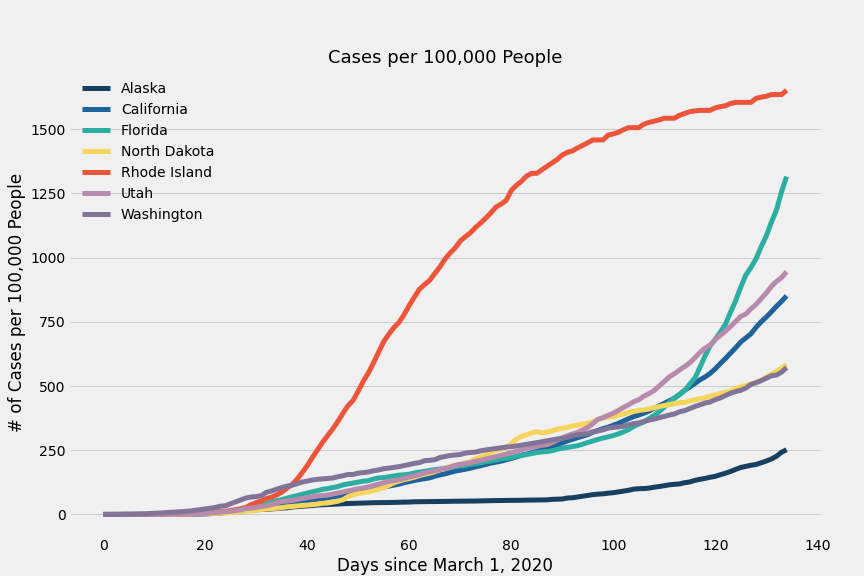 Cases per 100,000 People
Alaska
California
Florida
North Dakota
Rhode Island
Utah
Washington
# of Cases per 100,000 People
1500
1250
1000
750
500
250
0
0 20 40 60 80 100 120 140
Days since March 1, 2020